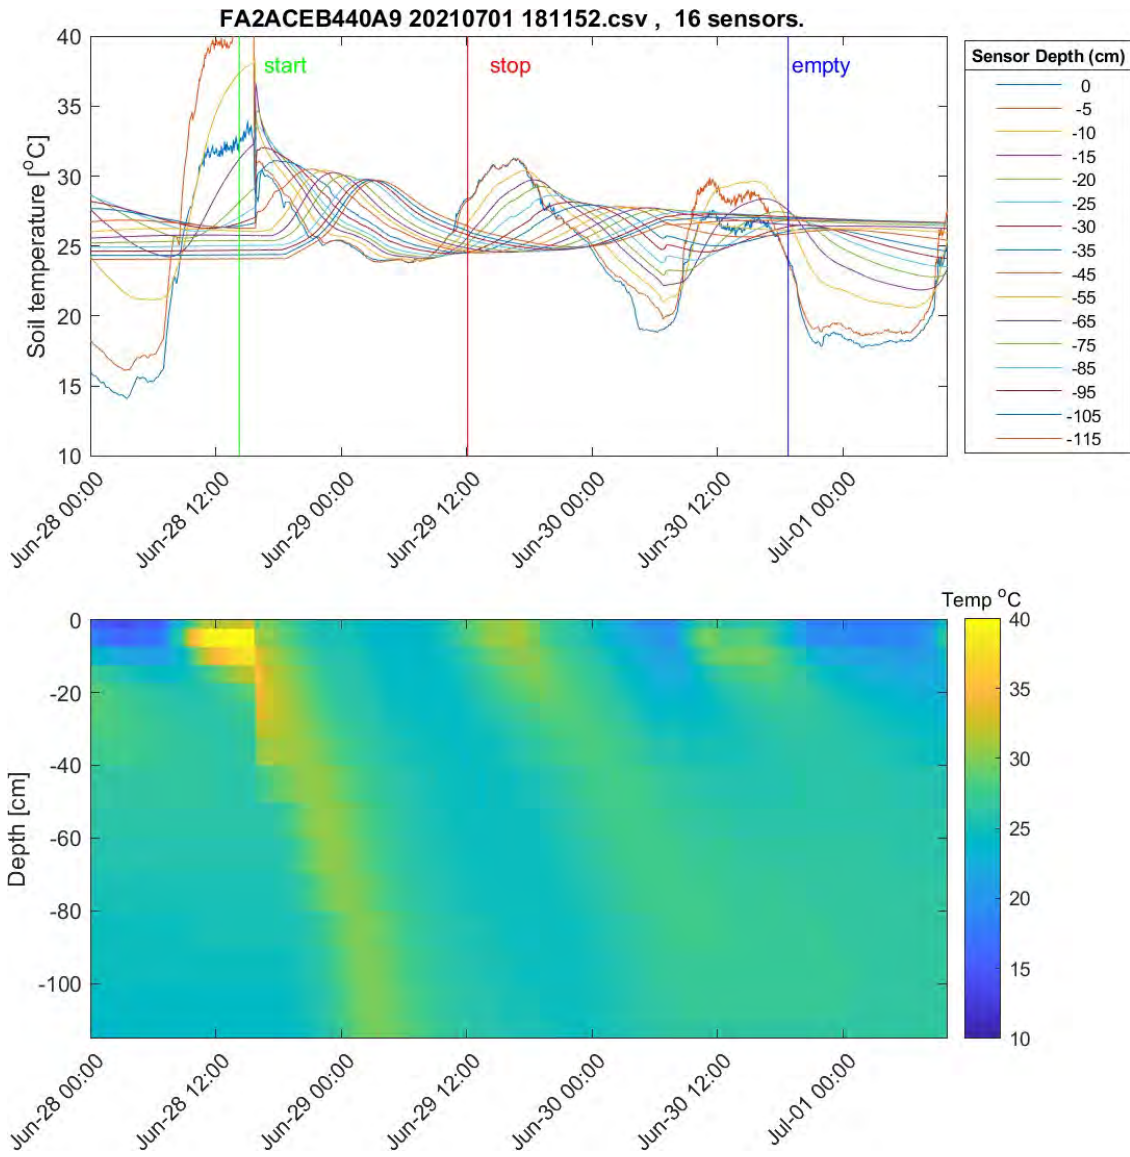 FA2ACEB440A9 20210701 181152.csv , 16 sensors.
Soil temperature [°C]
40
35
30
25
20
15
10
start
stop
empty
Jun-28 00:00
Jun-28 12:00
Jun-29 00:00
Jun-29 12:00
Jun-30 00:00
Jun-30 12:00
Jul-01 00:00
Sensor Depth (cm)
0
-5
-10
-15
-20
-25
-30
-35
-45
-55
-65
-75
-85
-95
-105
-115
Depth [cm]
0
-20
-40
-60
-80
-100
Jun-28 00:00
Jun-28 12:00
Jun-29 00:00
Jun-29 12:00
Jun-30 00:00
Jun-30 12:00
Jul-01 00:00
Temp °C
40
35
30
25
20
15
10